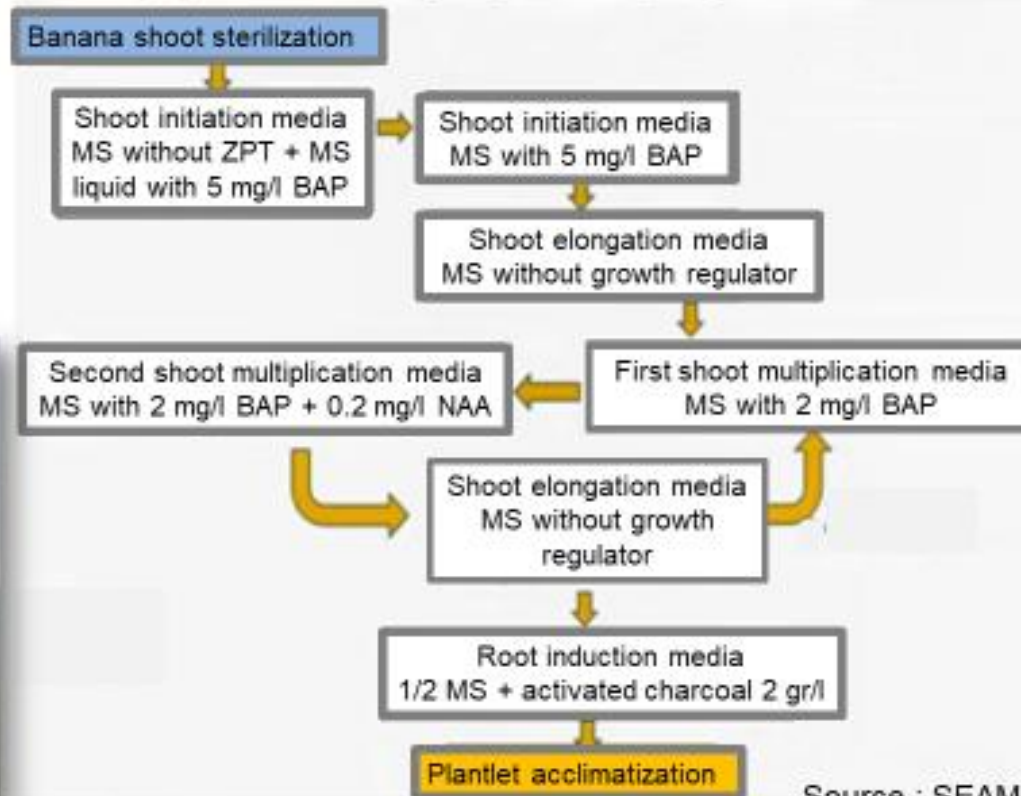 Banana shoot sterilization
Shoot initiation media
MS without ZPT + MS
liquid with 5 mg/l BAP
Shoot initiation media
MS with 5 mg/l BAP
Shoot elongation media
MS without growth regulator
First shoot multiplication media
MS with 2 mg/l BAP
Second shoot multiplication media
MS with 2 mg/l BAP + 0.2 mg/l NAA
Shoot elongation media
MS without growth
regulator
Root induction media
1/2 MS + activated charcoal 2 gr/l
Plantlet acclimatization
Source : SEAM